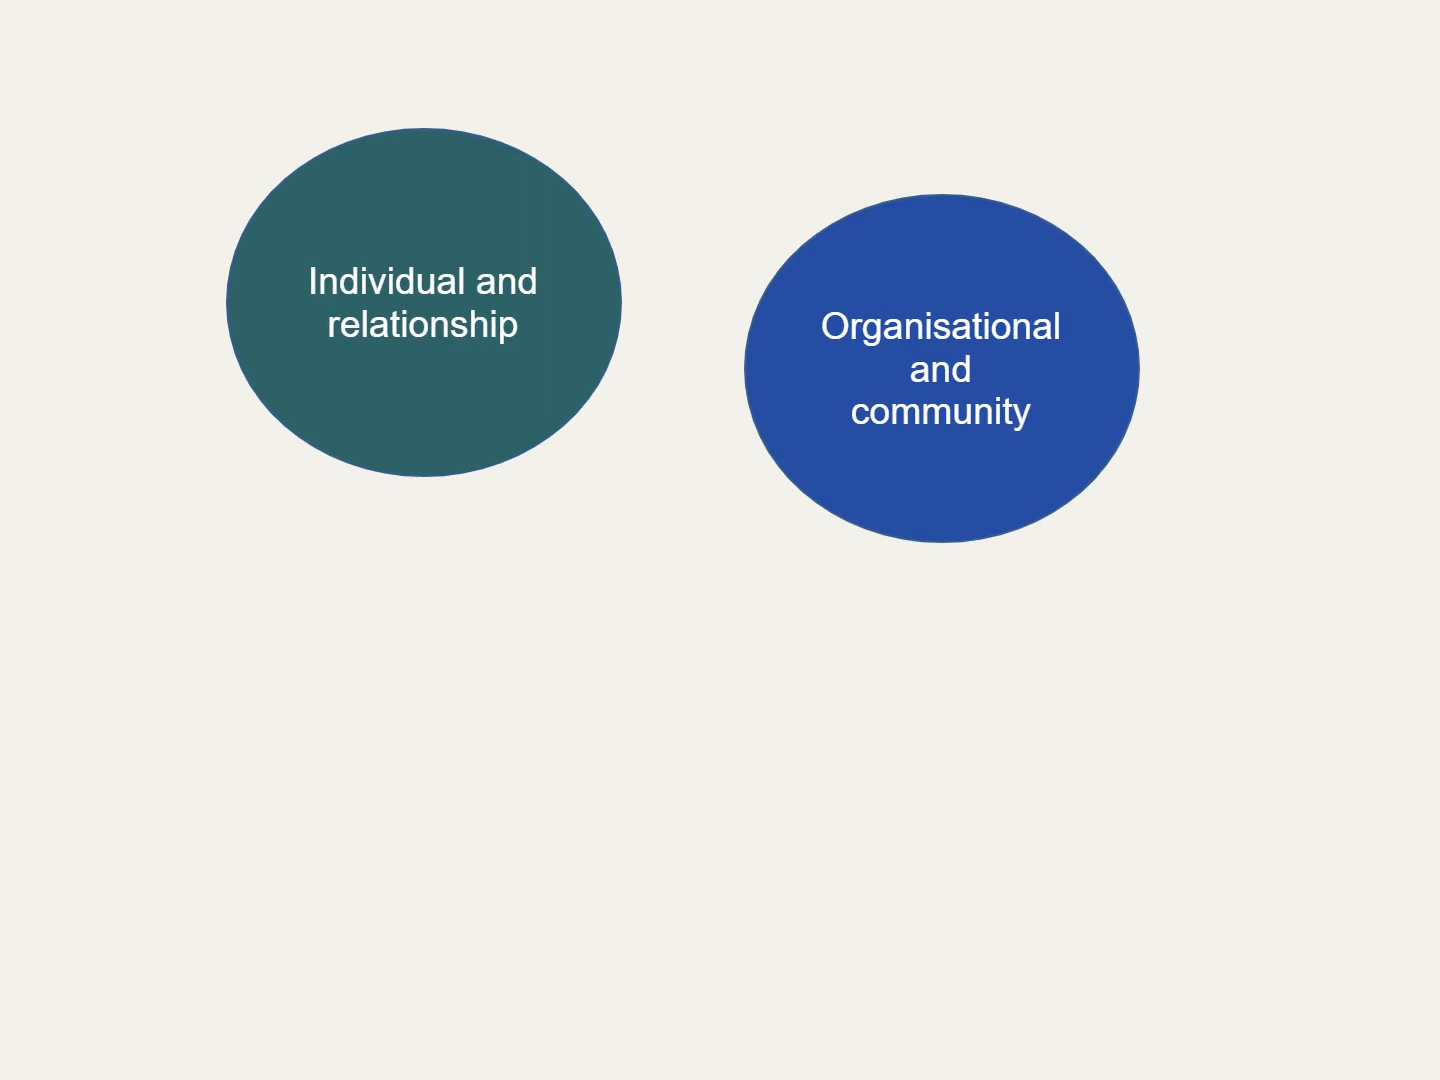 Individual and
relationship
Organisational
and
community